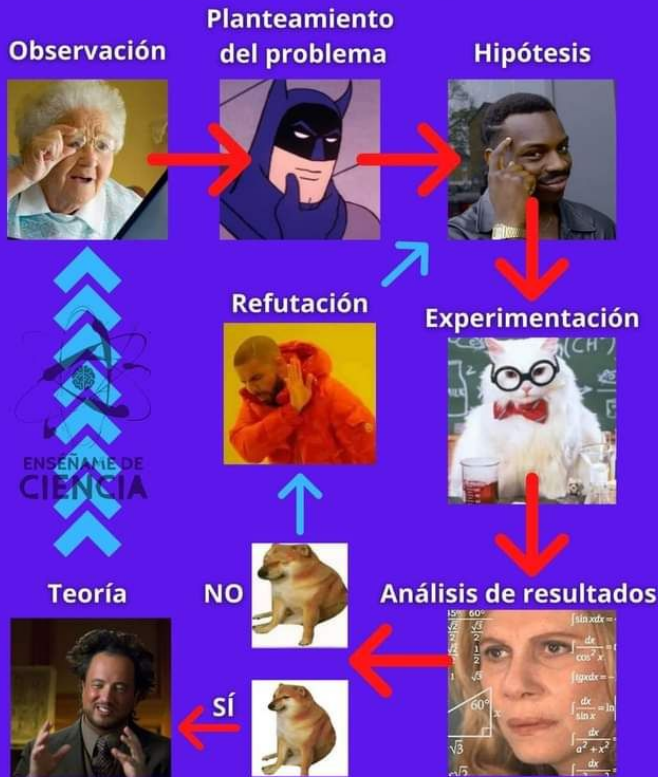 Observación
Planteamiento
del problema
Hipótesis
Refutación
Experimentación
ENSÉÑAME DE
CIENCIA
Teoría
NO
Análisis de resultados
SÍ